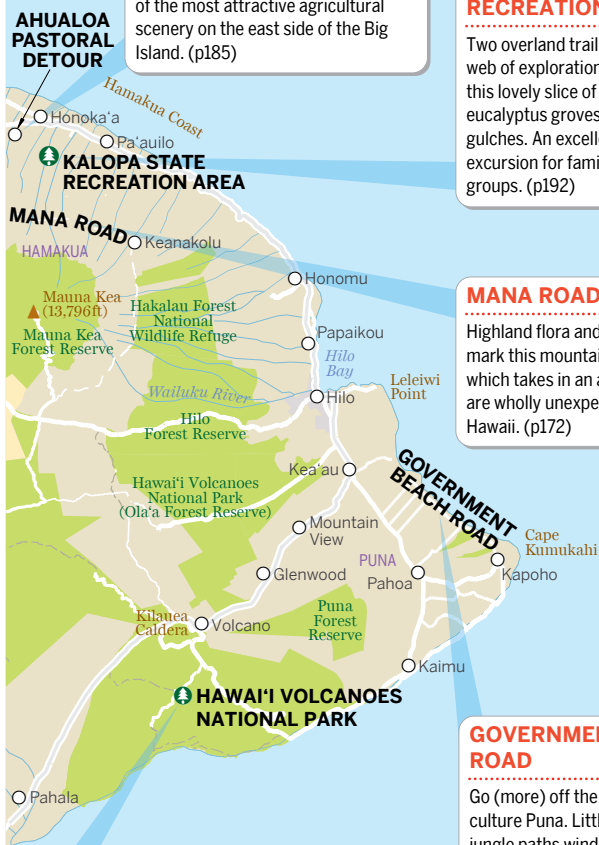 of the most attractive agricultural
scenery on the east side of the Big
Island. (p185)
RECREATION
Two overland trail
web of exploration
this lovely slice of
eucalyptus groves
gulches. An excelle
excursion for fami
groups. (p192)
AHUALOA
PASTORAL
DETOUR
Hamakua Coast
Honoka‘a
Pa‘auilo
KALOPA STATE
RECREATION AREA
MANA ROAD
Keanakolu
HAMAKUA
Honomu
Mauna Kea
(13,796ft)
Hakalau Forest
National
Wildlife Refuge
Mauna Kea
Forest Reserve
Papaikou
Hilo
Bay
Wailuku River
Hilo
Leleiwi
Point
Hilo
Forest Reserve
MANA ROAD
Highland flora and
mark this mountai
which takes in an a
are wholly unexpe
Hawaii. (p172)
Kea‘au
GOVERNMENT
BEACH ROAD
Hawai‘i Volcanoes
National Park
(Ola‘a Forest Reserve)
Mountain
View
Cape
Kumukahi
PUNA
Glenwood
Pahoa
Kapoho
Puna
Forest
Reserve
Kilauea
Caldera
Volcano
Kaimu
HAWAI‘I VOLCANOES
NATIONAL PARK
Pahala
GOVERNME
ROAD
Go (more) off the
culture Puna. Littl
jungle paths wind